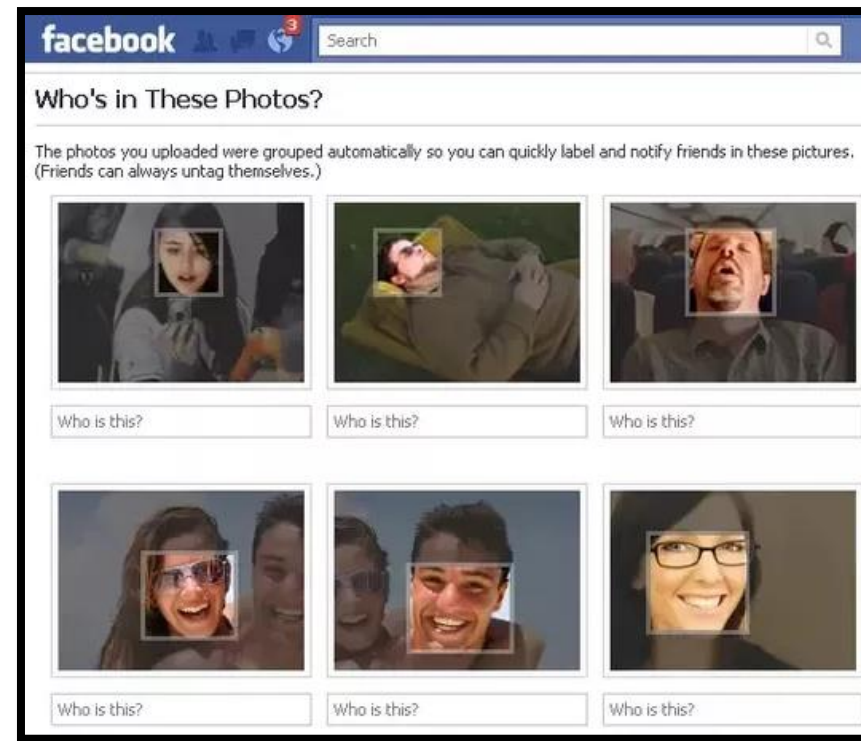 facebook 3 Search
Who's in These Photos?
The photos you uploaded were grouped automatically so you can quickly label and notify friends in these pictures.
(Friends can always untag themselves.)
Who is this? Who is this? Who is this?
Who is this? Who is this? Who is this?